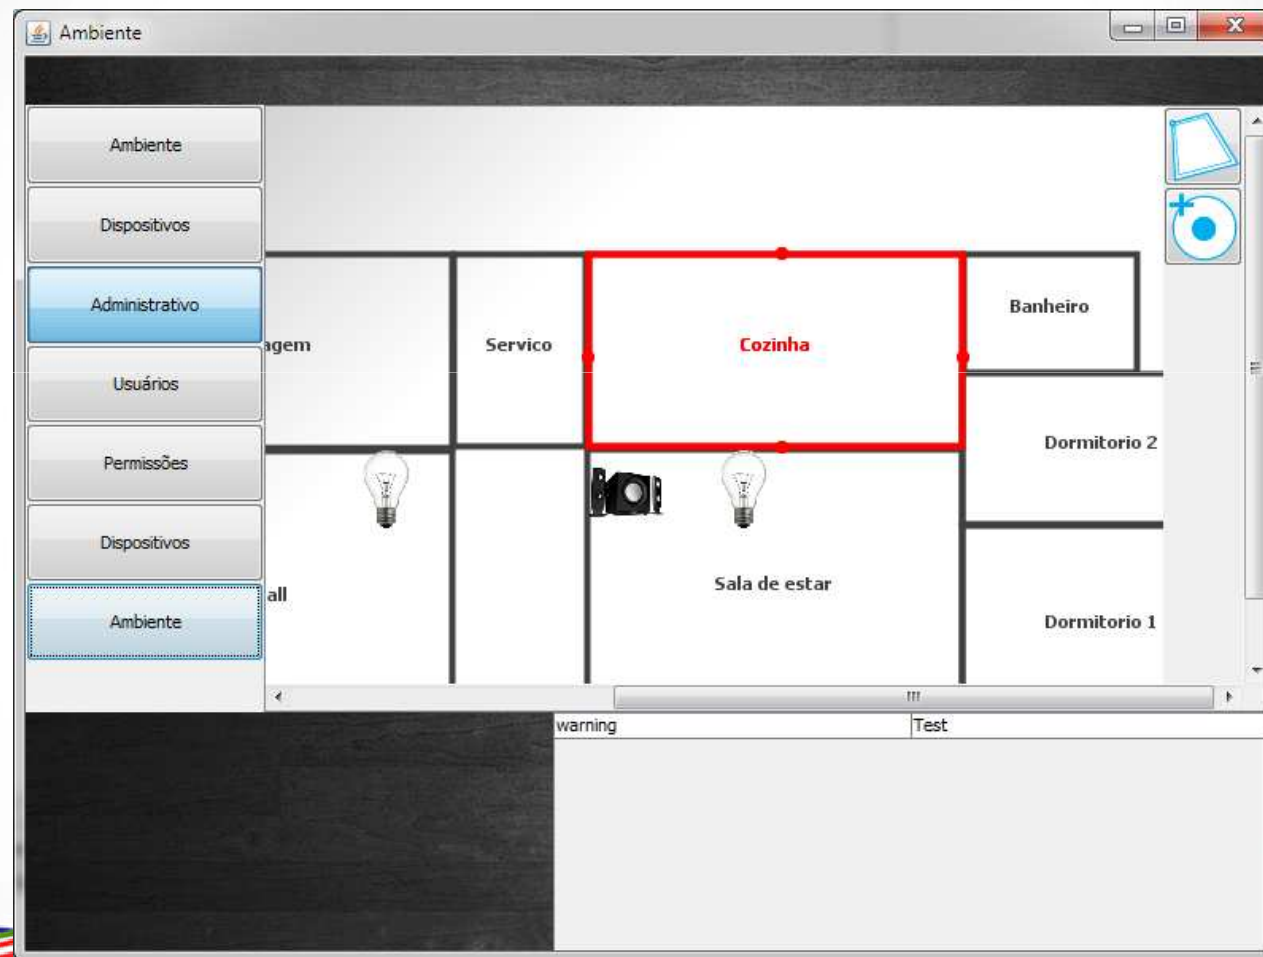 Ambiente
Ambiente
Dispositivos
Administrativo
Usuários
Permissões
Dispositivos
Ambiente
agem
Servico
Cozinha
Banheiro
Dormitorio 2
all
Sala de estar
Dormitorio 1
warning Test